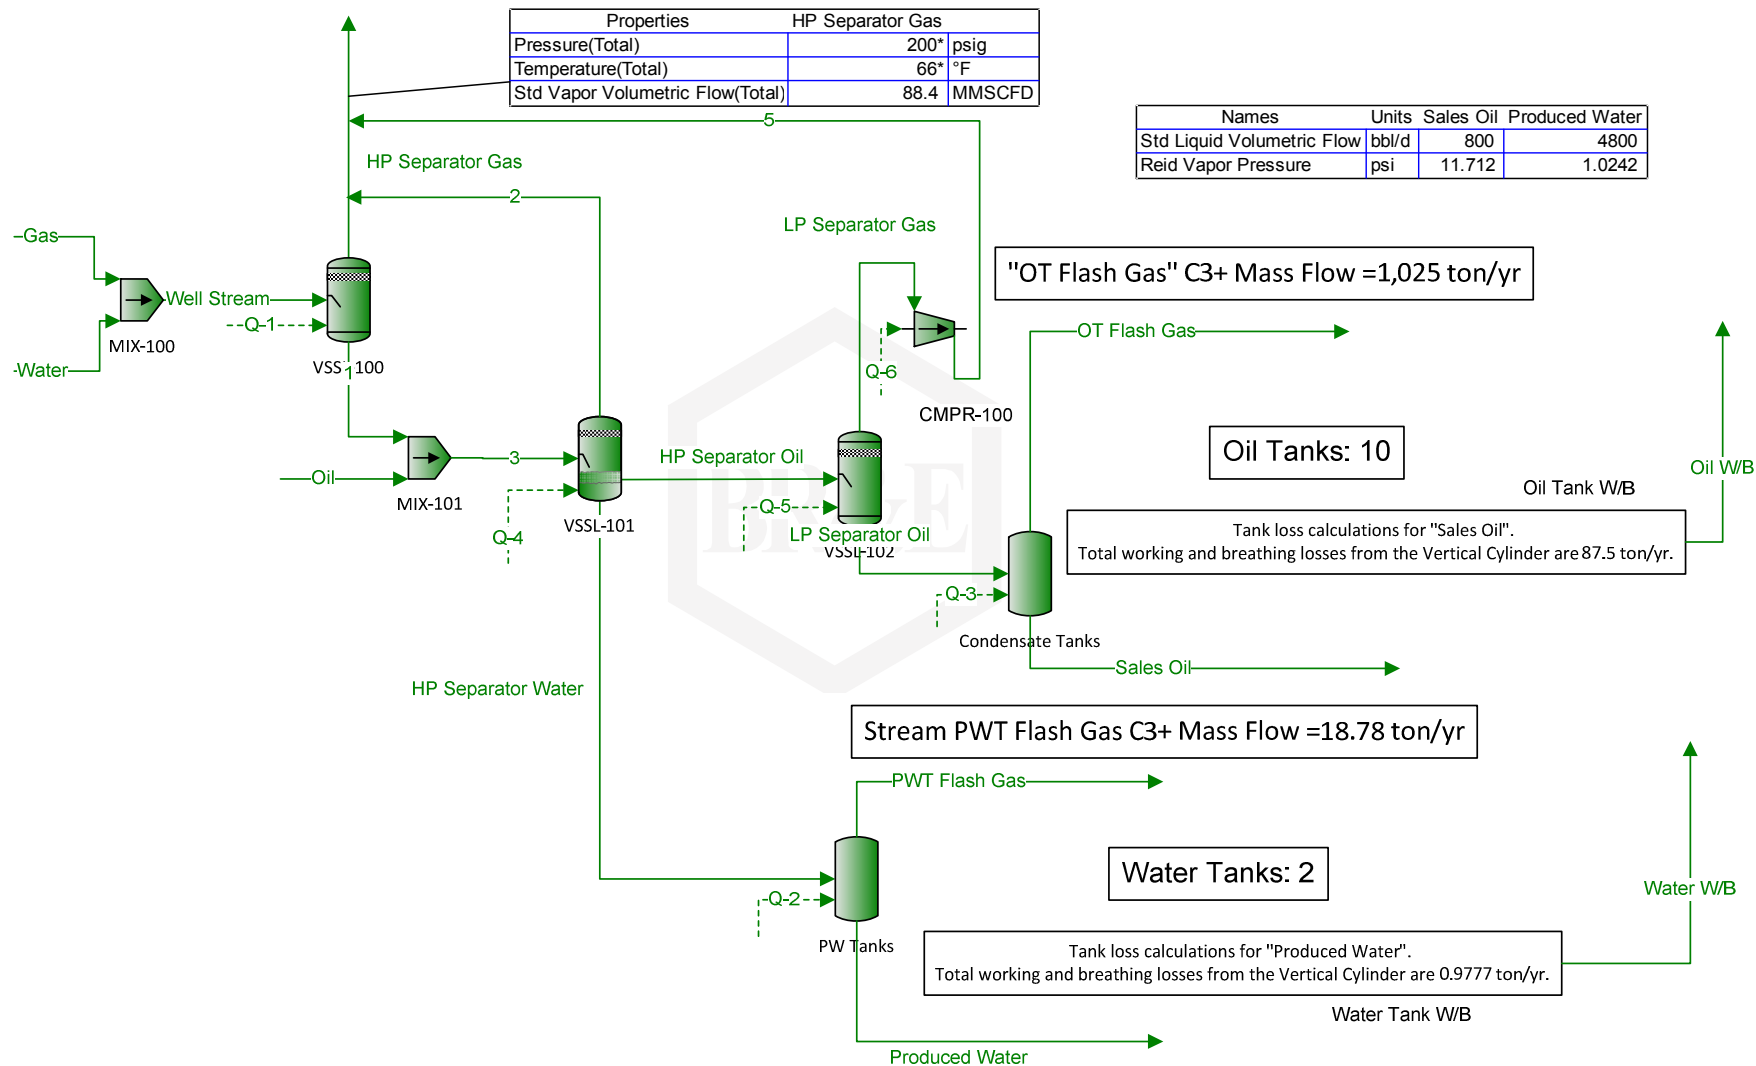 Properties HP Separator Gas
Pressure(Total) 200* psig
Temperature(Total) 66* °F
Std Vapor Volumetric Flow(Total) 88.4 MMSCFD
Names Units Sales Oil Produced Water
Std Liquid Volumetric Flow bbl/d 800 4800
Reid Vapor Pressure psi 11.712 1.0242
5
HP Separator Gas
2
LP Separator Gas
Gas
"OT Flash Gas" C3+ Mass Flow =1,025 ton/yr
Well Stream
Q-1
MIX-100
OT Flash Gas
Water
VSSL-100
1
Q-6
CMPR-100
Oil Tanks: 10
3
HP Separator Oil
Oil W/B
Oil
MIX-101
Oil Tank W/B
Q-5
VSSL-101
Q-4
LP Separator Oil
VSSL-102
BR&E
Tank loss calculations for "Sales Oil".
Total working and breathing losses from the Vertical Cylinder are 87.5 ton/yr.
Q-3
Condensate Tanks
Sales Oil
HP Separator Water
Stream PWT Flash Gas C3+ Mass Flow =18.78 ton/yr
PWT Flash Gas
Water Tanks: 2
Water W/B
Q-2
PW Tanks
Tank loss calculations for "Produced Water".
Total working and breathing losses from the Vertical Cylinder are 0.9777 ton/yr.
Water Tank W/B
Produced Water